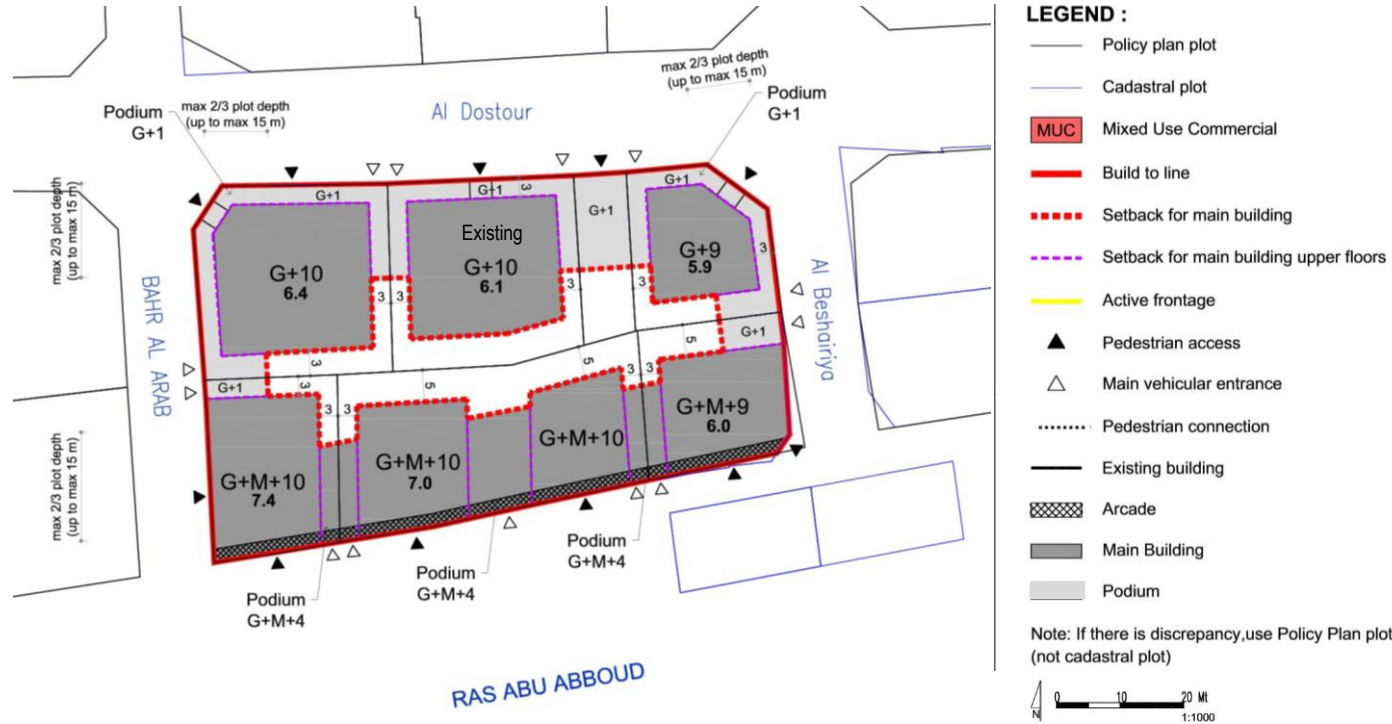 max 2/3 plot depth
(up to max 15 m)
Podium
G+1
max 2/3 plot depth
(up to max 15 m)
Al Dostour
Podium
G+1
max 2/3 plot depth
(up to max 15 m)
G+1
G+1
3
G+1
G+1
Existing
G+10
6.4
G+10
6.1
G+9
5.9
3
3
3
3
3
BAHR AL ARAB
Al Beshairiya
G+1
3
3
5
5
5
G+1
3
3
3
3
G+M+10
7.4
G+M+10
7.0
G+M+10
G+M+9
6.0
max 2/3 plot depth
(up to max 15 m)
Podium
G+M+4
Podium
G+M+4
Podium
G+M+4
RAS ABU ABBOUD
LEGEND :
Policy plan plot
Cadastral plot
MUC Mixed Use Commercial
Build to line
Setback for main building
Setback for main building upper floors
Active frontage
Pedestrian access
Main vehicular entrance
Pedestrian connection
Existing building
Arcade
Main Building
Podium
Note: If there is discrepancy,use Policy Plan plot
(not cadastral plot)
N
0 10 20 Mt
1:1000